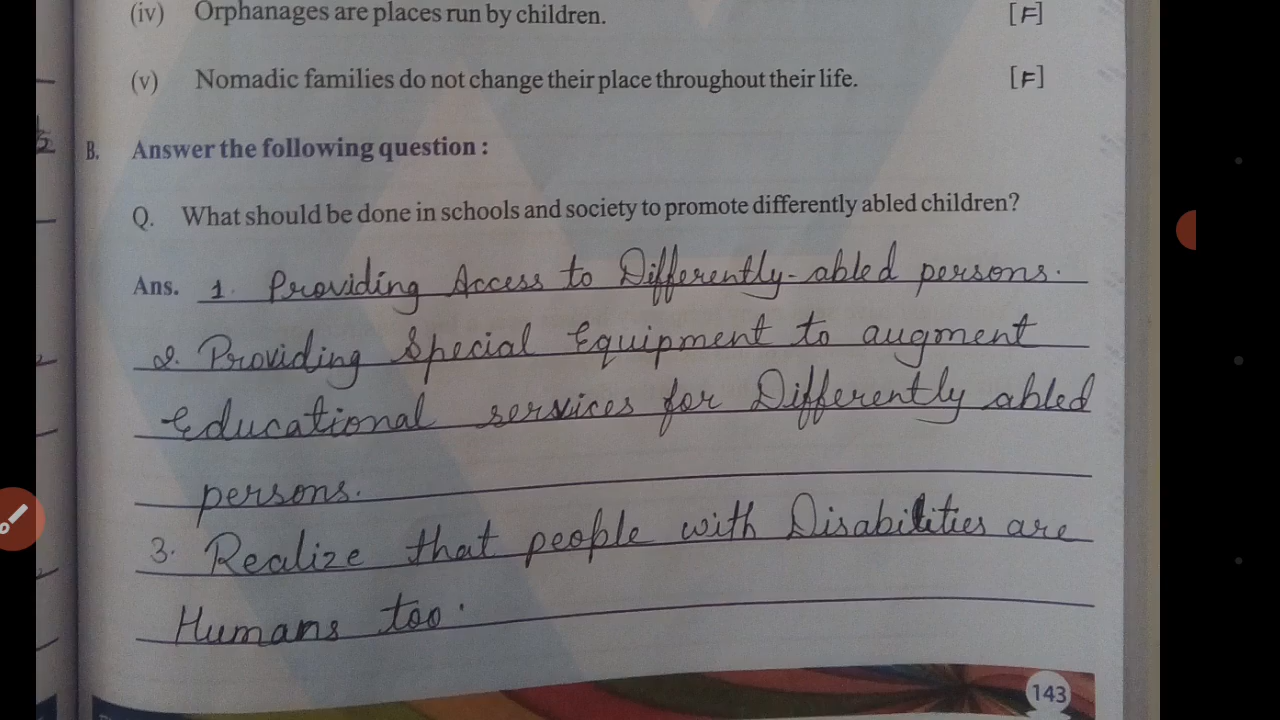 (iv) Orphanages are places run by children. [F]
(v) Nomadic families do not change their place throughout their life. [F]
B. Answer the following question :
Q. What should be done in schools and society to promote differently abled children?
Ans. 1. Providing Access to Differently-abled persons.
2. Providing Special Equipment to augment
Educational services for Differently abled
persons.
3. Realize that people with Disabilities are
Humans too.
143